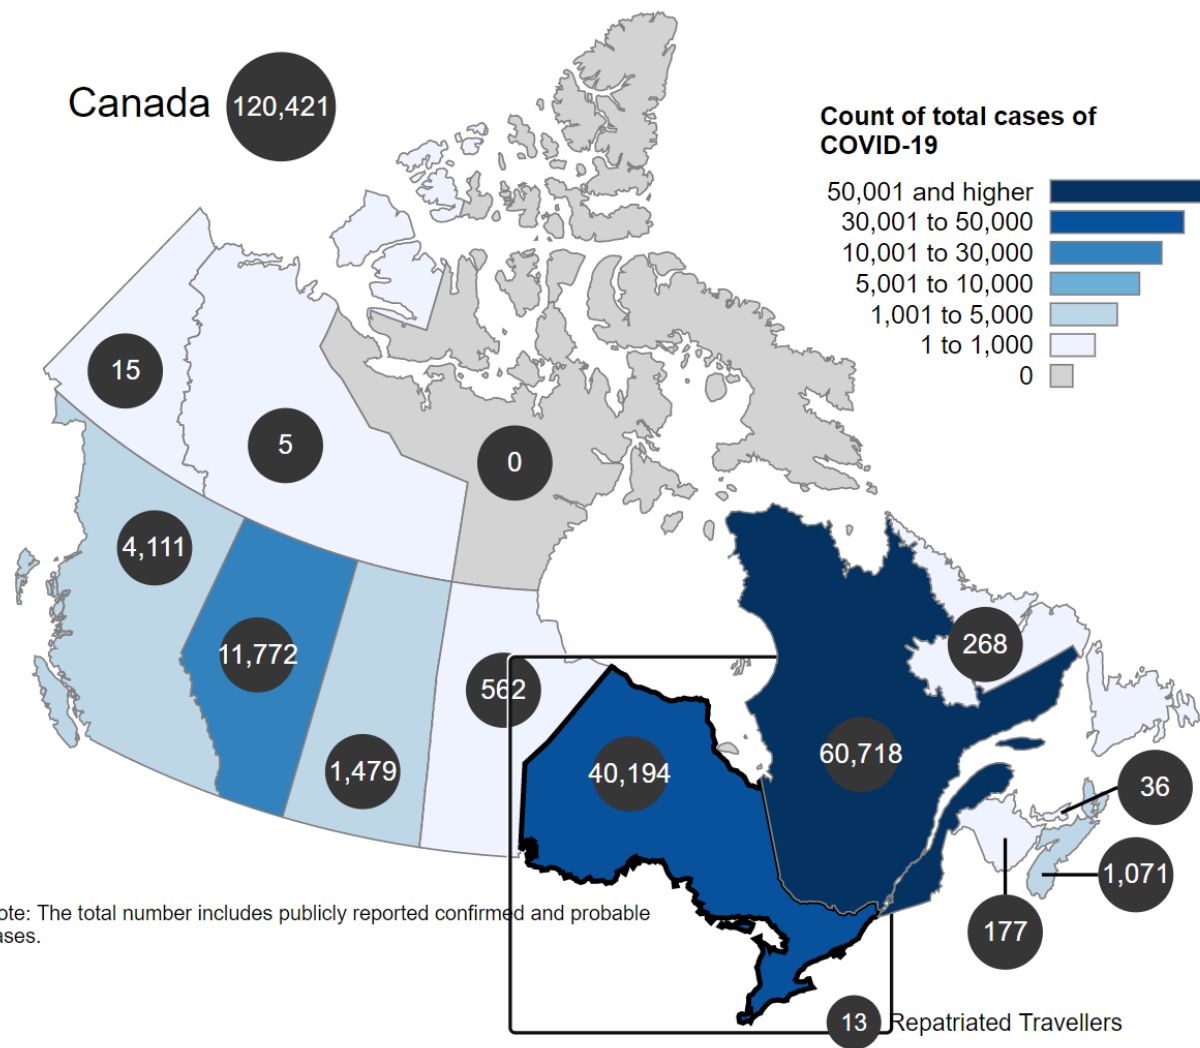 Canada 120,421
Count of total cases of
COVID-19
50,001 and higher
30,001 to 50,000
10,001 to 30,000
5,001 to 10,000
1,001 to 5,000
1 to 1,000
0
15
5
0
4,111
11,772
1,479
562
40,194
60,718
268
36
1,071
177
ote: The total number includes publicly reported confirmed and probable
ases.
13 Repatriated Travellers